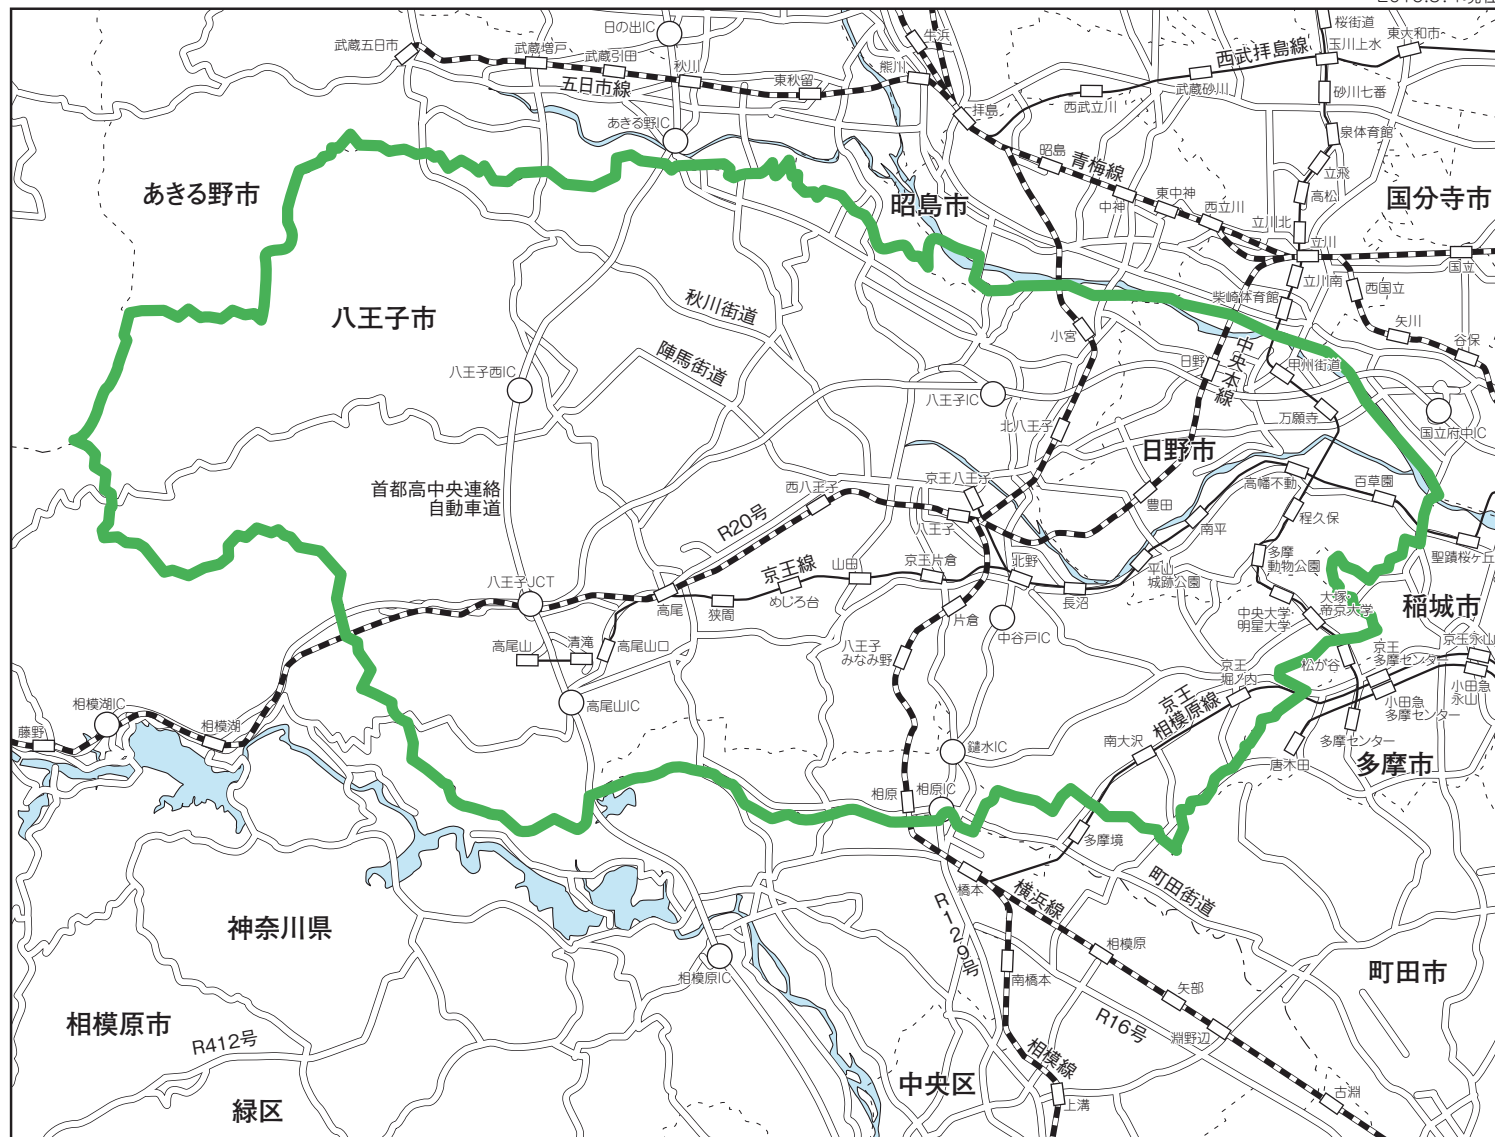 日の出IC
牛浜
桜街道
東大和市
武蔵五日市
武蔵増戸
武蔵引田
秋川
熊川
西武拝島線
玉川上水
五日市線
東秋留
武蔵砂川
砂川七番
西武立川
拝島
あきる野IC
泉体育館
昭島
青梅線
立飛
あきる野市
昭島市
中神
東中神
西立川
高松
国分寺市
立川北
立川
国立
立川南
西国立
柴崎体育館
矢川
谷保
八王子市
秋川街道
小宮
陣馬街道
中央本線
日野
甲州街道
八王子西IC
八王子IC
北八王子
万願寺
国立府中IC
日野市
首都高中央連絡
自動車道
西八王子
京王八王子
高幡不動
百草園
R20号
八王子
豊田
南平
程久保
聖蹟桜ヶ丘
八王子JCT
京王線
山田
京王片倉
北野
平山
城跡公園
多摩
動物公園
高尾
狭間
めじろ台
長沼
大塚・
帝京大学
稲城市
片倉
中谷戸IC
中央大学・
明星大学
高尾山
清滝
高尾山口
八王子
みなみ野
京王
堀ノ内
松が谷
京王
多摩センター
京王永山
小田急
永山
相模湖IC
高尾山IC
京王
相模原線
小田急
多摩センター
藤野
相模湖
鑓水IC
南大沢
多摩センター
唐木田
多摩市
相原
相原IC
多摩境
橋本
町田街道
横浜線
R129号
神奈川県
相模原
相模原IC
南橋本
町田市
矢部
相模原市
R412号
R16号
淵野辺
相模線
中央区
上溝
古淵
緑区